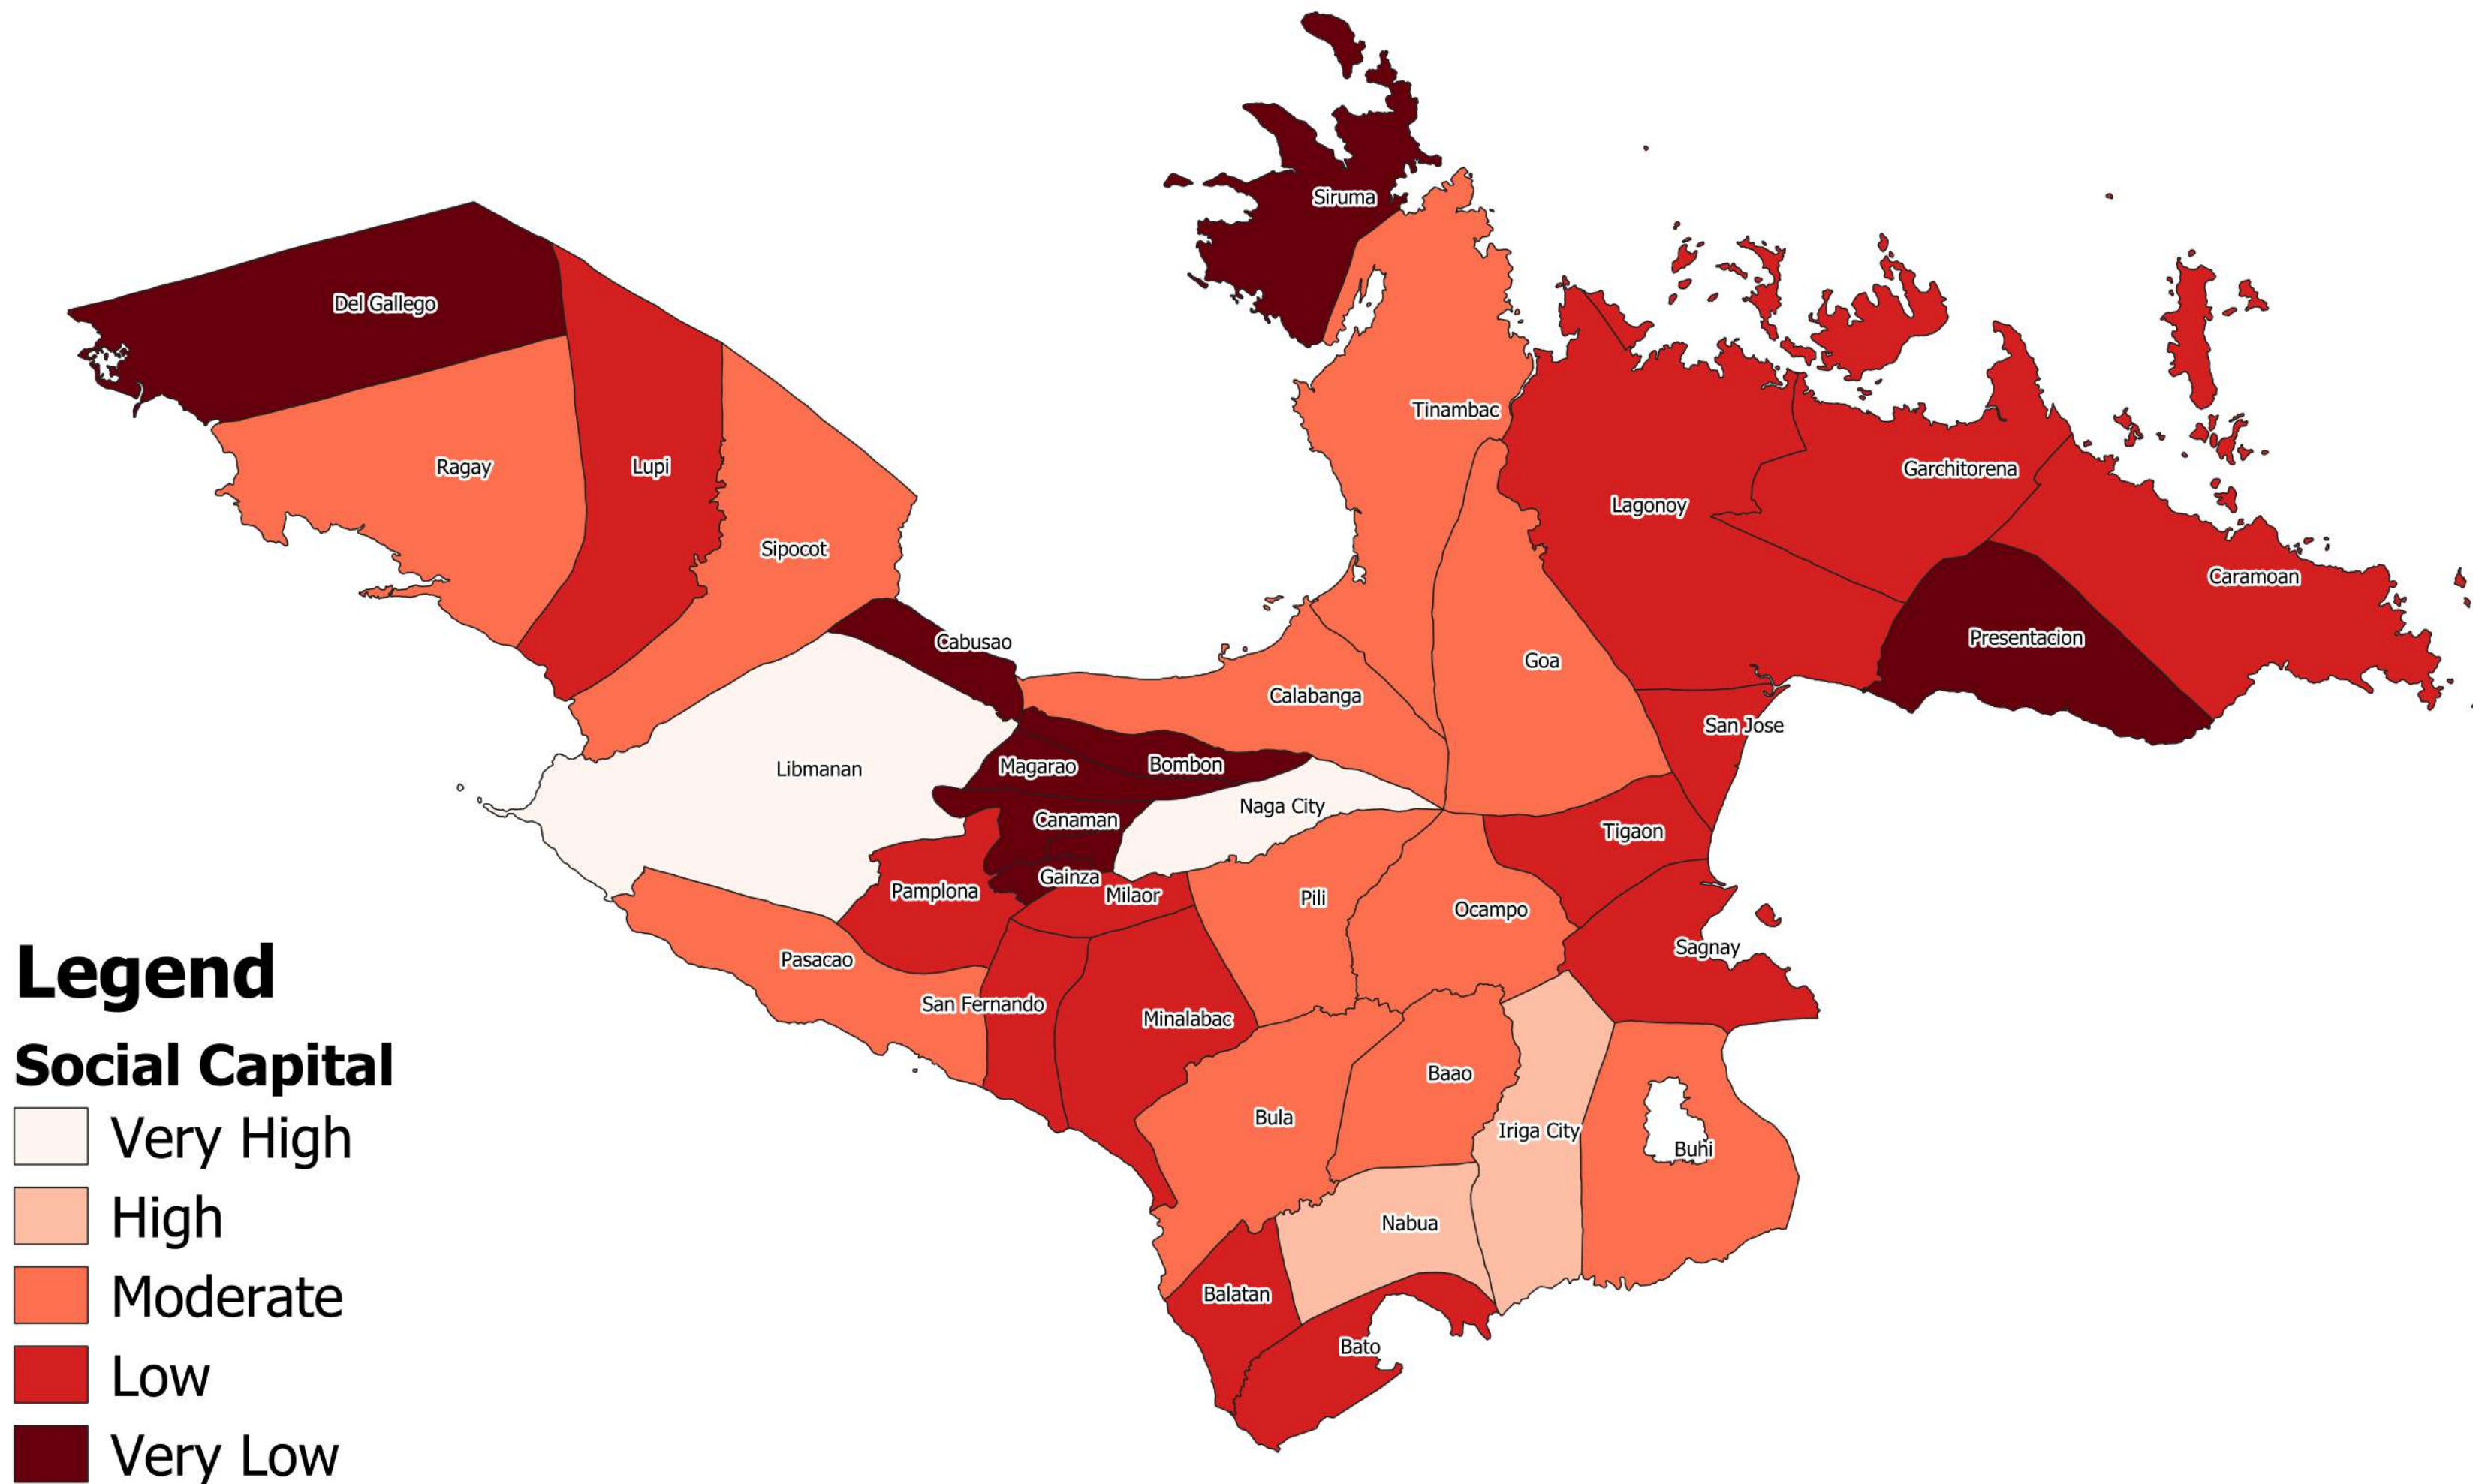 Siruma
Del Gallego
Tinambac
Ragay
Lupi
Garchitorena
Lagonoy
Sipocot
Caramoan
Presentacion
Cabusao
Goa
Calabanga
San Jose
Bombon
Magarao
Libmanan
Naga City
Canaman
Tigaon
Gainza
Pamplona
Milaor
Pili
Ocampo
Sagnay
Pasacao
San Fernando
Minalabac
Baao
Bula
Iriga City
Buhi
Nabua
Balatan
Bato
Legend
Social Capital
Very High
High
Moderate
Low
Very Low